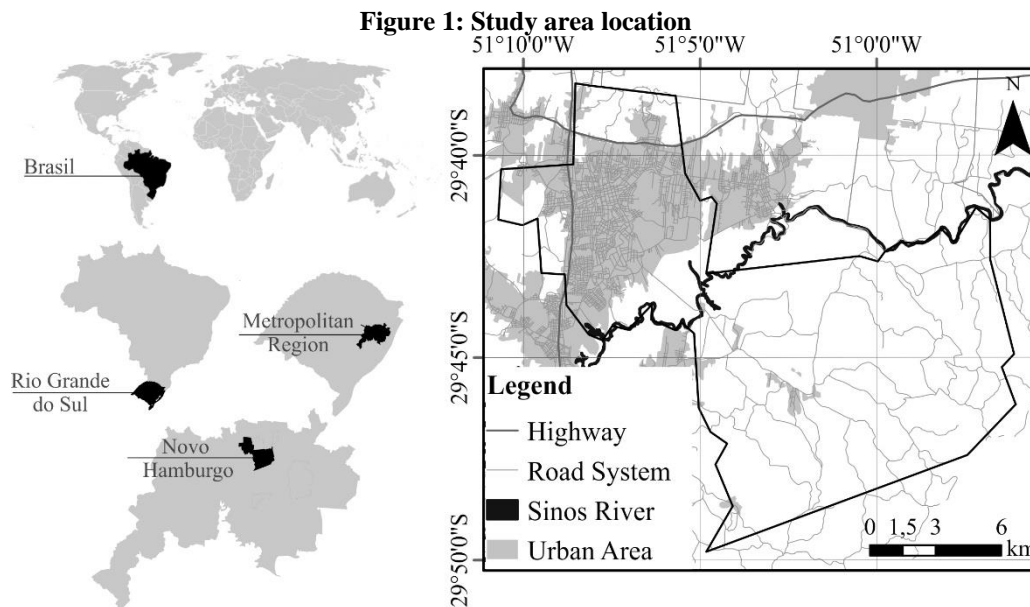 Figure 1: Study area location
51°10'0"W 51°5'0"W 51°0'0"W
N
29°40'0"S
29°45'0"S
29°50'0"S
Brasil
Metropolitan
Region
Rio Grande
do Sul
Novo
Hamburgo
Legend
Highway
Road System
Sinos River
Urban Area
0 1,5 3 6
km